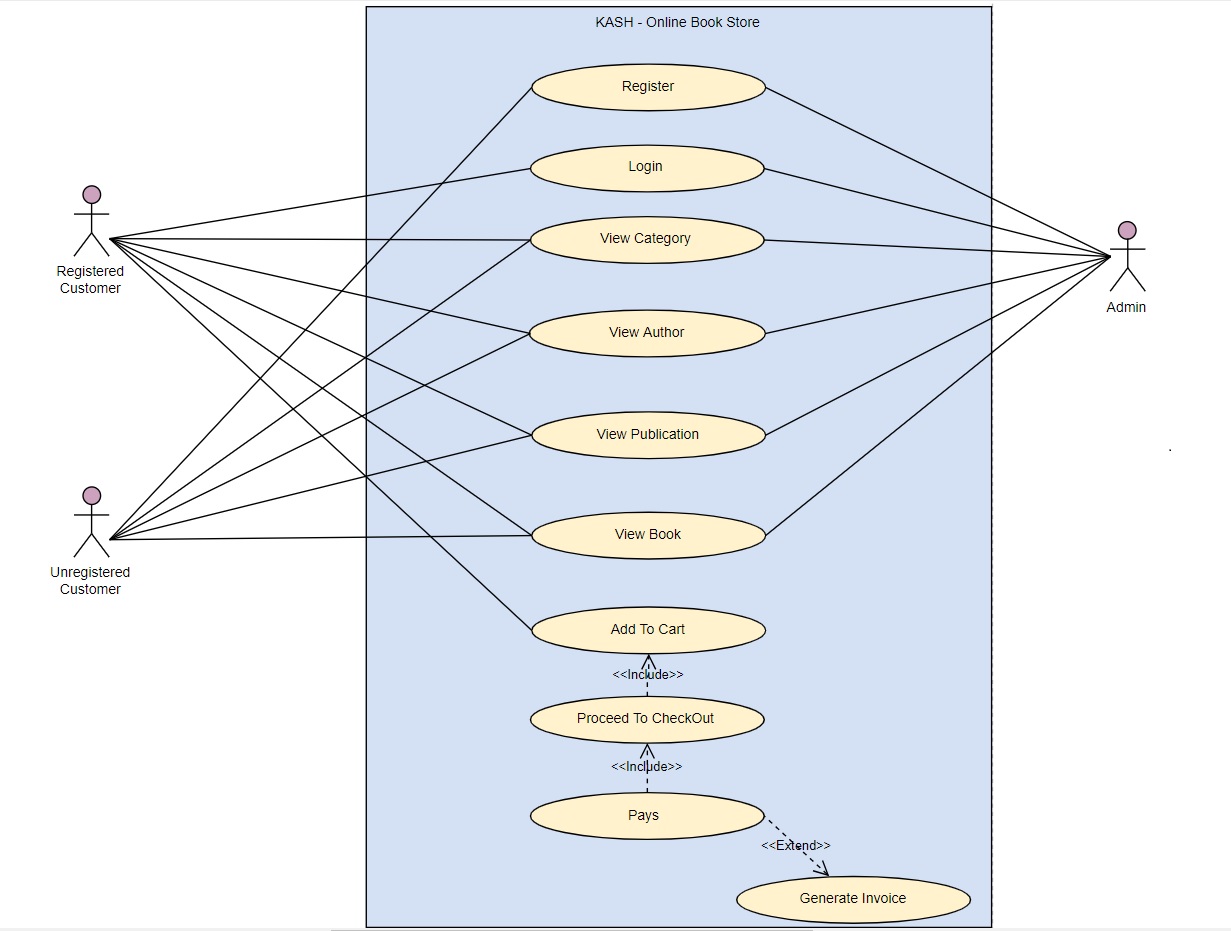 KASH - Online Book Store
Register
Login
View Category
Registered
Customer
Admin
View Author
View Publication
View Book
Unregistered
Customer
Add To Cart
<<Include>>
Proceed To CheckOut
<<Include>>
Pays
<<Extend>>
Generate Invoice